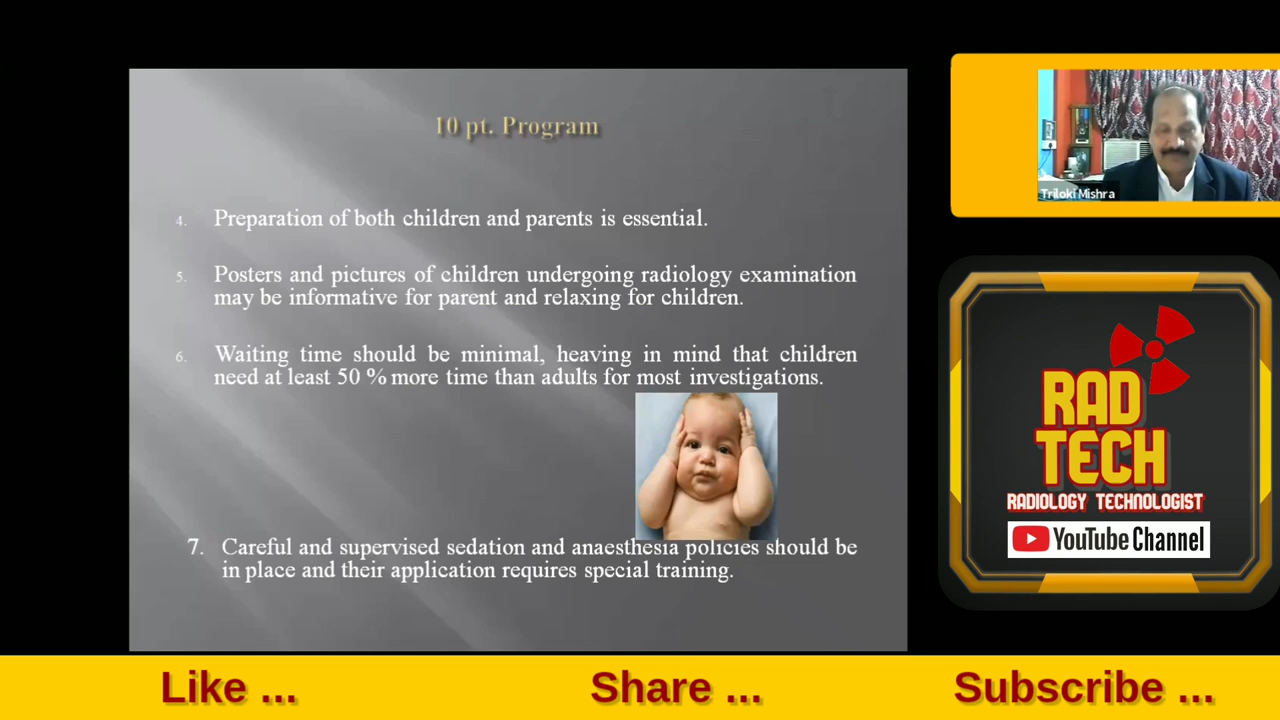 10 pt. Program
4. Preparation of both children and parents is essential.
5. Posters and pictures of children undergoing radiology examination
may be informative for parent and relaxing for children.
6. Waiting time should be minimal, heaving in mind that children
need at least 50 % more time than adults for most investigations.
7. Careful and supervised sedation and anaesthesia policies should be
in place and their application requires special training.
Triloki Mishra
RAD
TECH
RADIOLOGY TECHNOLOGIST
YouTube Channel
Like ... Share ... Subscribe ...